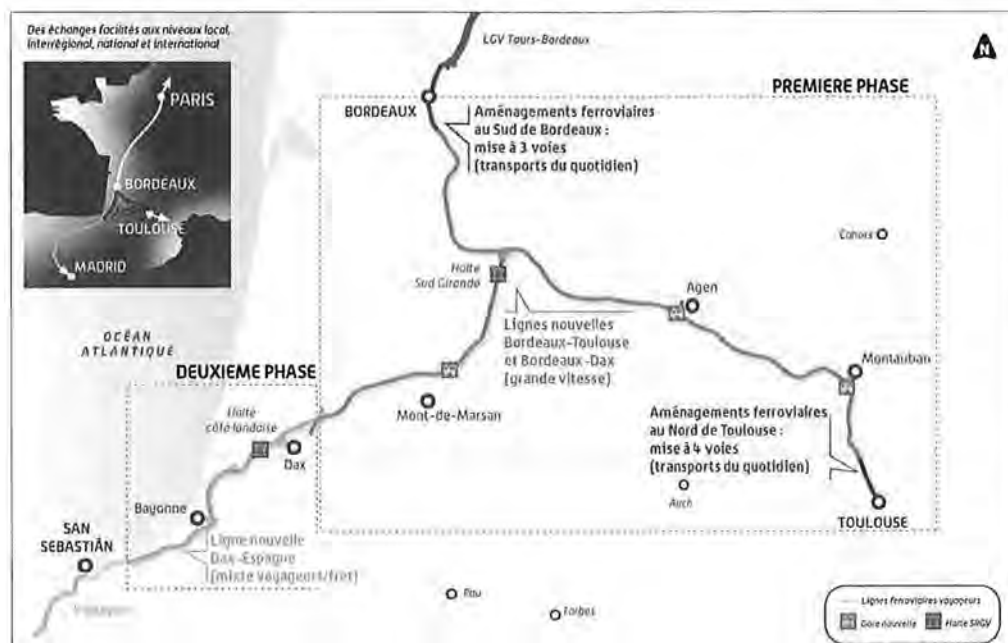 Des échanges facilités aux niveaux local,
interrégional, national et international
PARIS
BORDEAUX
TOULOUSE
MADRID
LGV Tours-Bordeaux
N
PREMIERE PHASE
BORDEAUX
Aménagements ferroviaires
au Sud de Bordeaux :
mise à 3 voies
(transports du quotidien)
Cahors
Halte
Sud Gironde
Agen
Lignes nouvelles
Bordeaux-Toulouse
et Bordeaux-Dax
(grande vitesse)
OCÉAN
ATLANTIQUE
Montauban
DEUXIEME PHASE
Mont-de-Marsan
Halte
côté landaise
Aménagements ferroviaires
au Nord de Toulouse :
mise à 4 voies
(transports du quotidien)
Dax
Auch
Bayonne
TOULOUSE
SAN
SEBASTIÁN
Ligne nouvelle
Dax-Espagne
(mixte voyageurs/fret)
Pau
Tarbes
Lignes ferroviaires voyageurs
Gare nouvelle
Halte SRGV